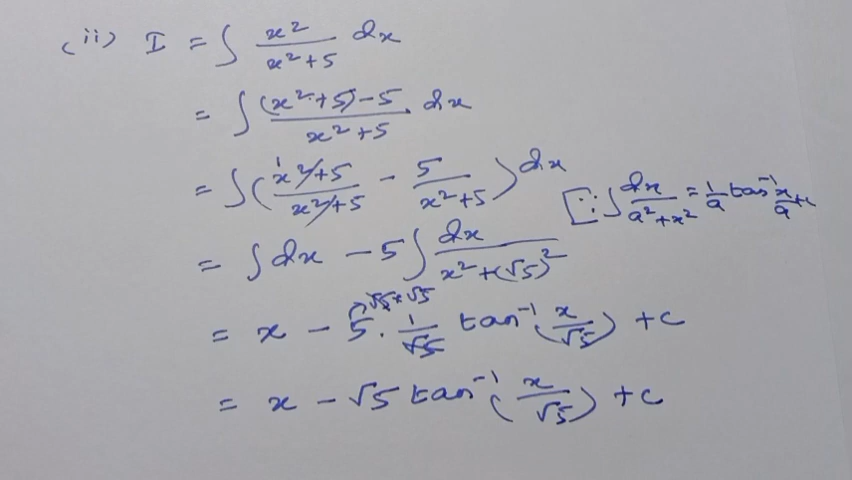 (ii) I = ∫ x²/(x²+5) dx
= ∫ ((x²+5)-5)/(x²+5) dx
= ∫ ( (x²+5)/(x²+5) - 5/(x²+5) ) dx
[∵ ∫ dx/(a²+x²) = 1/a tan⁻¹ x/a + c
= ∫ dx - 5 ∫ dx/(x²+(√5)²)
√5×√5
= x - 5 · 1/√5 tan⁻¹ (x/√5) + c
= x - √5 tan⁻¹ (x/√5) + c